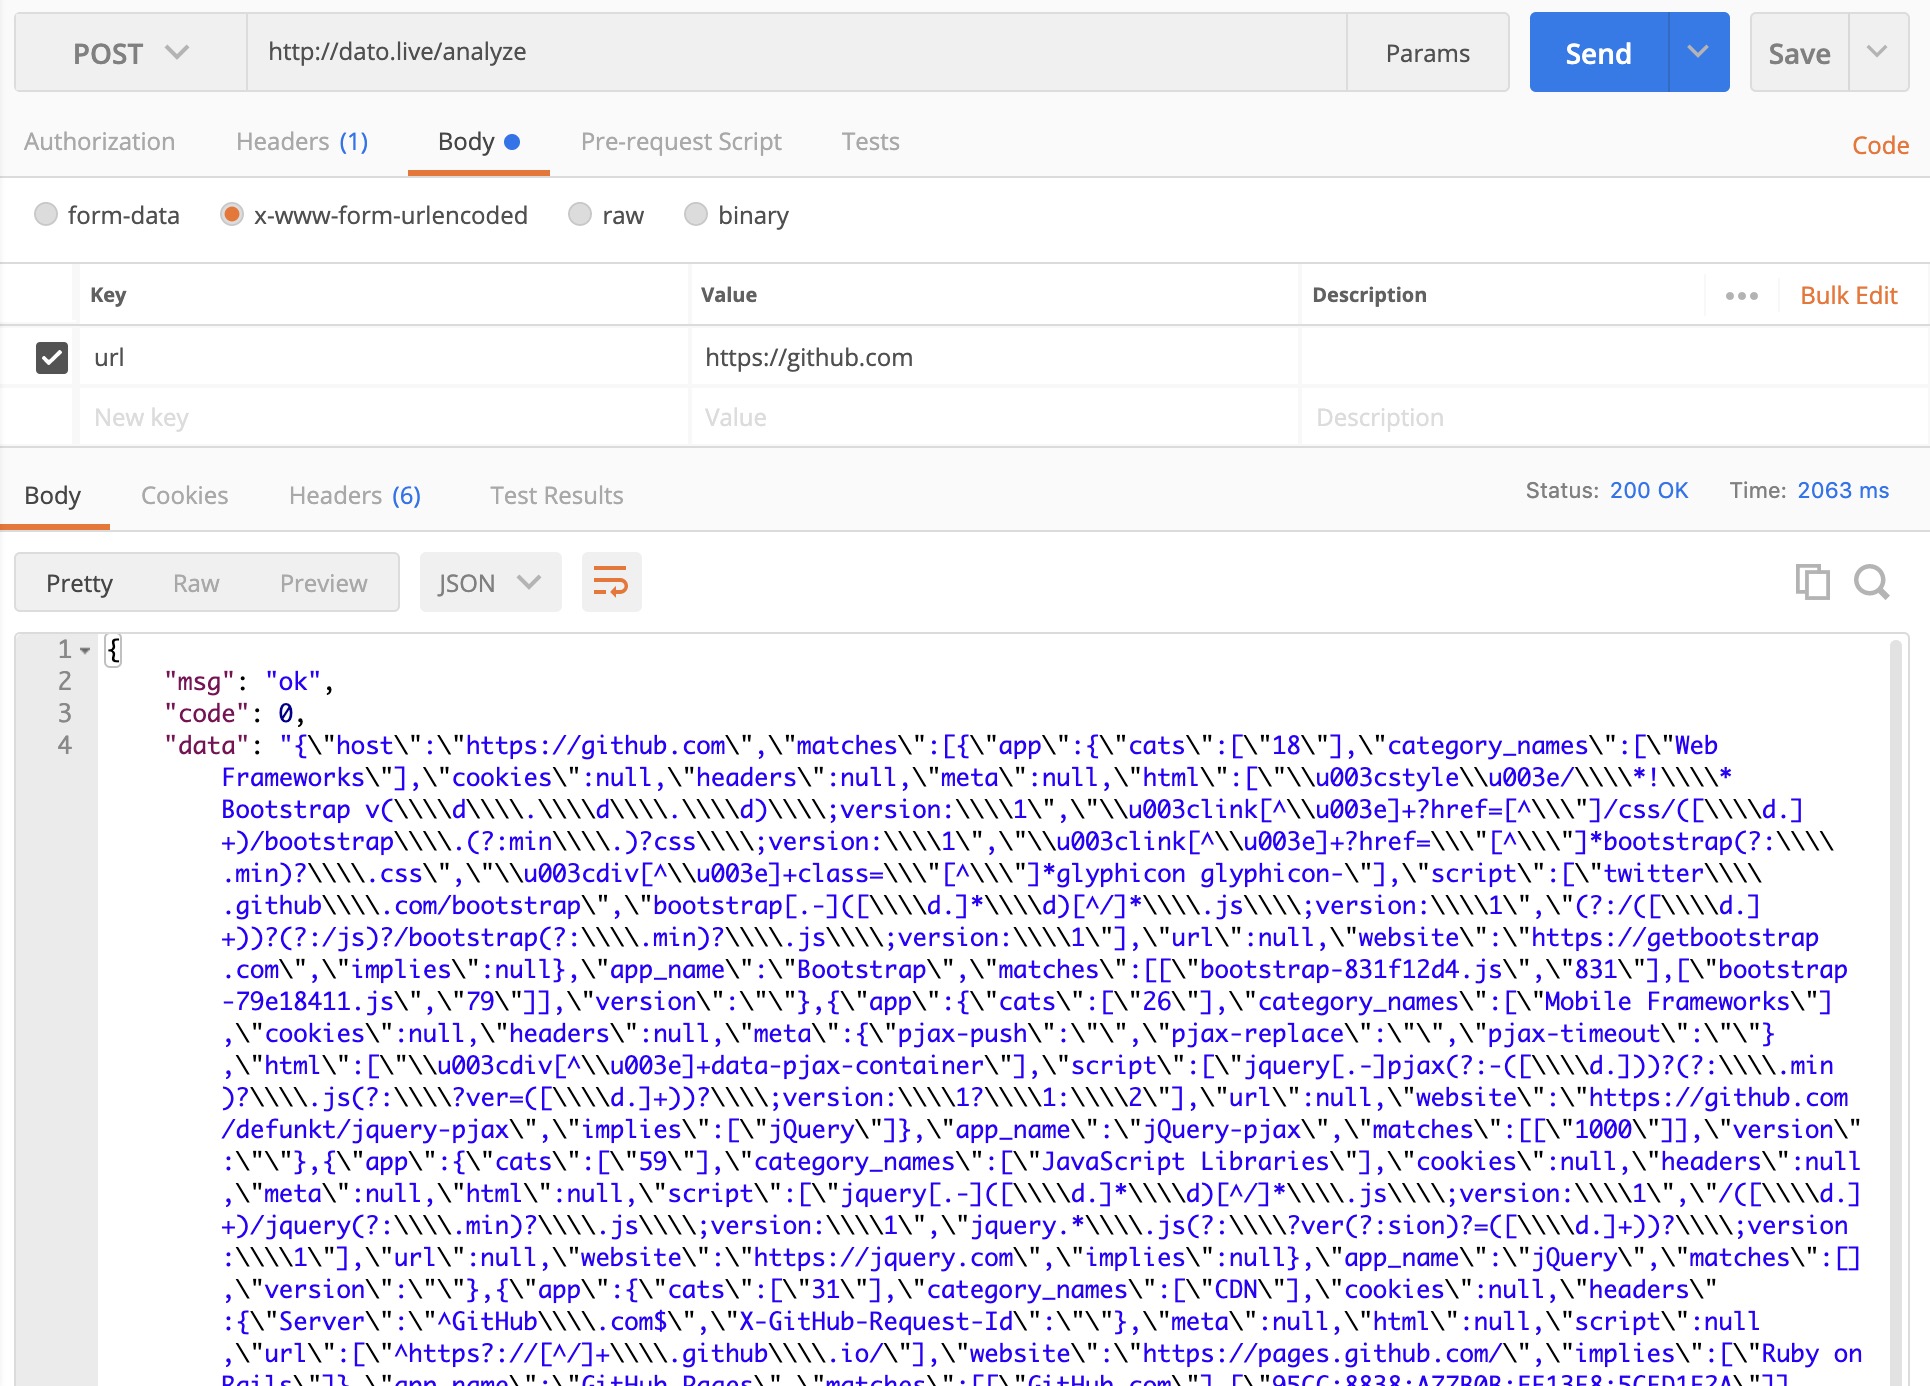 POST http://dato.live/analyze Params Send Save
Authorization Headers (1) Body Pre-request Script Tests Code
form-data x-www-form-urlencoded raw binary
Key Value Description ••• Bulk Edit
url https://github.com
New key Value Description
Body Cookies Headers (6) Test Results Status: 200 OK Time: 2063 ms
Pretty Raw Preview JSON
1 {
2 "msg": "ok",
3 "code": 0,
4 "data": "{\"host\":\"https://github.com\",\"matches\":[{\"app\":{\"cats\":[\"18\"],\"category_names\":[\"Web
Frameworks\"],\"cookies\":null,\"headers\":null,\"meta\":null,\"html\":[\"\\u003cstyle\\u003e/\\\\*!\\\\*
Bootstrap v(\\\\d\\\\.\\\\d\\\\.\\\\d)\\\\;version:\\\\1\",\"\\u003clink[^\\u003e]+?href=[^\\\"]/css/([\\\\d.]
+)/bootstrap\\\\.(?:min\\\\.)?css\\\\;version:\\\\1\",\"\\u003clink[^\\u003e]+?href=\\\"[^\\\"]*bootstrap(?:\\\\
.min)?\\\\.css\",\"\\u003cdiv[^\\u003e]+class=\\\"[^\\\"]*glyphicon glyphicon-\"],\"script\":[\"twitter\\\\
.github\\\\.com/bootstrap\",\"bootstrap[.-]([\\\\d.]*\\\\d)[^/]*\\\\.js\\\\;version:\\\\1\",\"(?:/([\\\\d.]
+))?(?:/js)?/bootstrap(?:\\\\.min)?\\\\.js\\\\;version:\\\\1\"],\"url\":null,\"website\":\"https://getbootstrap
.com\",\"implies\":null},\"app_name\":\"Bootstrap\",\"matches\":[[\"bootstrap-831f12d4.js\",\"831\"],[\"bootstrap
-79e18411.js\",\"79\"]],\"version\":\"\"},{\"app\":{\"cats\":[\"26\"],\"category_names\":[\"Mobile Frameworks\"]
,\"cookies\":null,\"headers\":null,\"meta\":{\"pjax-push\":\"\",\"pjax-replace\":\"\",\"pjax-timeout\":\"\"}
,\"html\":[\"\\u003cdiv[^\\u003e]+data-pjax-container\"],\"script\":[\"jquery[.-]pjax(?:-([\\\\d.]))?(?:\\\\.min
)?\\\\.js(?:\\\\?ver=([\\\\d.]+))?\\\\;version:\\\\1?\\\\1:\\\\2\"],\"url\":null,\"website\":\"https://github.com
/defunkt/jquery-pjax\",\"implies\":[\"jQuery\"]},\"app_name\":\"jQuery-pjax\",\"matches\":[[\"1000\"]],\"version\"
:\"\"},{\"app\":{\"cats\":[\"59\"],\"category_names\":[\"JavaScript Libraries\"],\"cookies\":null,\"headers\":null
,\"meta\":null,\"html\":null,\"script\":[\"jquery[.-]([\\\\d.]*\\\\d)[^/]*\\\\.js\\\\;version:\\\\1\",\"/([\\\\d.]
+)/jquery(?:\\\\.min)?\\\\.js\\\\;version:\\\\1\",\"jquery.*\\\\.js(?:\\\\?ver(?:sion)?=([\\\\d.]+))?\\\\;version
:\\\\1\"],\"url\":null,\"website\":\"https://jquery.com\",\"implies\":null},\"app_name\":\"jQuery\",\"matches\":[]
,\"version\":\"\"},{\"app\":{\"cats\":[\"31\"],\"category_names\":[\"CDN\"],\"cookies\":null,\"headers\"
:{\"Server\":\"^GitHub\\\\.com$\",\"X-GitHub-Request-Id\":\"\"},\"meta\":null,\"html\":null,\"script\":null
,\"url\":[\"^https?://[^/]+\\\\.github\\\\.io/\"],\"website\":\"https://pages.github.com/\",\"implies\":[\"Ruby on
Rails\"]},\"app_name\":\"GitHub Pages\",\"matches\":[[\"GitHub.com\"],